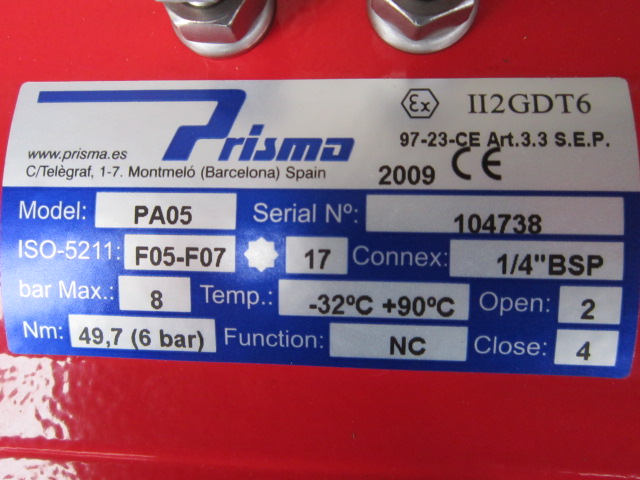 Prisma
Ex II2GDT6
97-23-CE Art.3.3 S.E.P.
www.prisma.es
C/Telègraf, 1-7. Montmeló (Barcelona) Spain
2009 CE
Model: PA05 Serial Nº: 104738
ISO-5211: F05-F07 17 Connex: 1/4"BSP
bar Max.: 8 Temp.: -32ºC +90ºC Open: 2
Nm: 49,7 (6 bar) Function: NC Close: 4